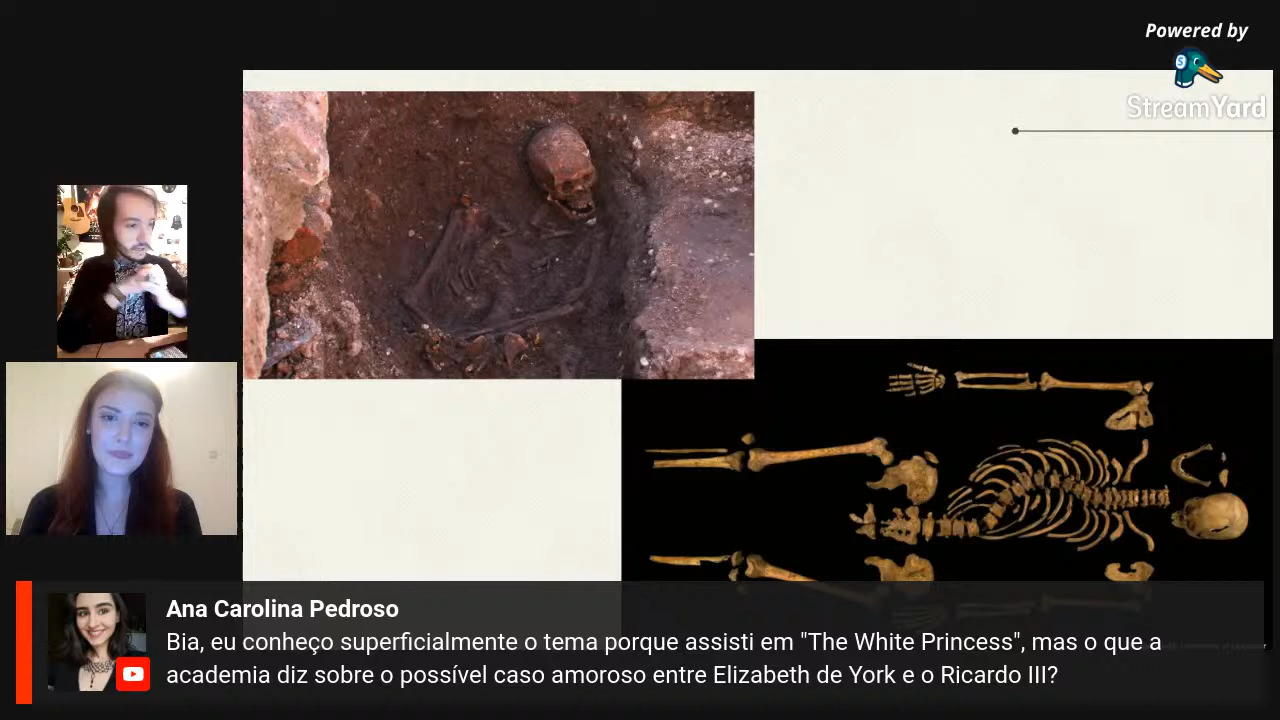 Powered by
StreamYard
Ana Carolina Pedroso
Bia, eu conheço superficialmente o tema porque assisti em "The White Princess", mas o que a
academia diz sobre o possível caso amoroso entre Elizabeth de York e o Ricardo III?